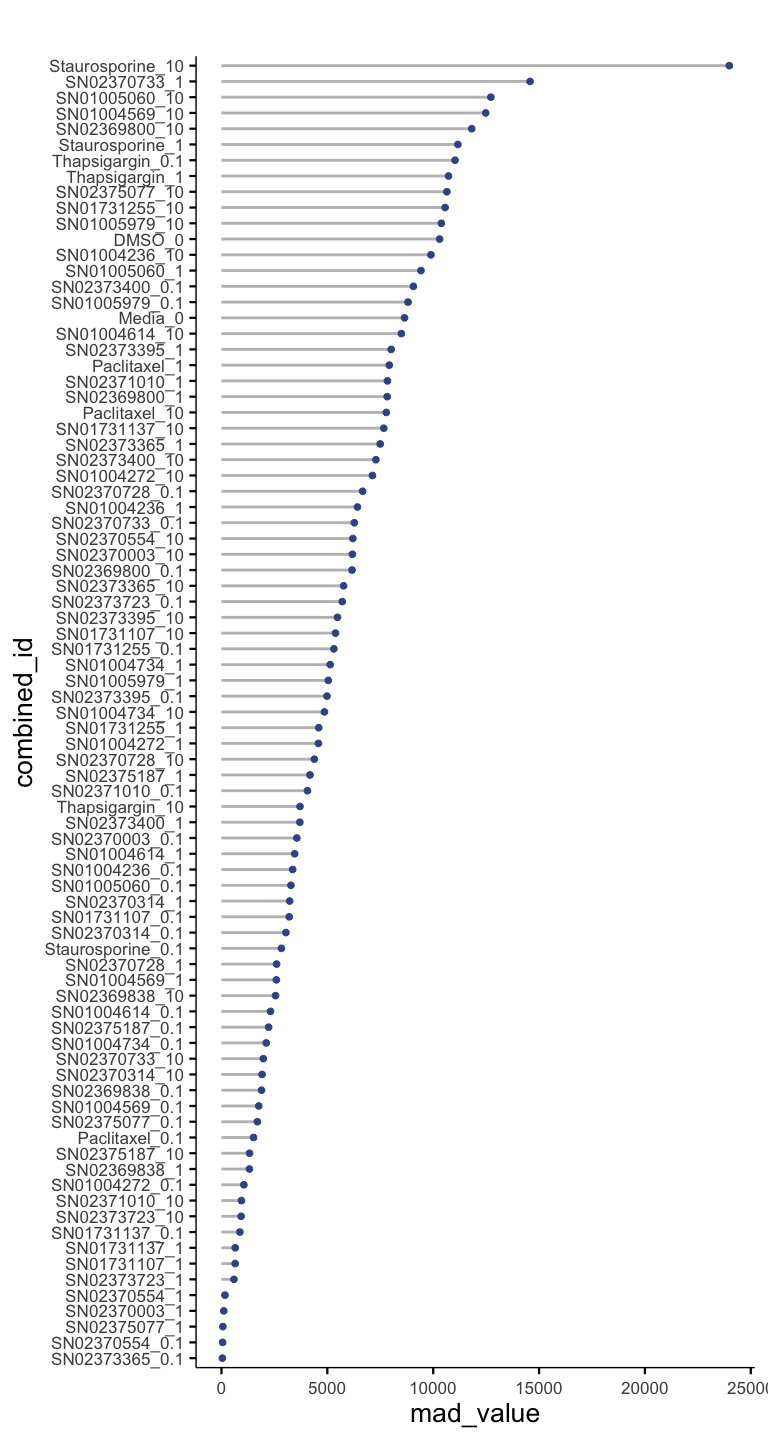 Staurosporine_10
SN02370733_1
SN01005060_10
SN01004569_10
SN02369800_10
Staurosporine_1
Thapsigargin_0.1
Thapsigargin_1
SN02375077_10
SN01731255_10
SN01005979_10
DMSO_0
SN01004236_10
SN01005060_1
SN02373400_0.1
SN01005979_0.1
Media_0
SN01004614_10
SN02373395_1
Paclitaxel_1
SN02371010_1
SN02369800_1
Paclitaxel_10
SN01731137_10
SN02373365_1
SN02373400_10
SN01004272_10
SN02370728_0.1
SN01004236_1
SN02370733_0.1
SN02370554_10
SN02370003_10
SN02369800_0.1
SN02373365_10
SN02373723_0.1
SN02373395_10
SN01731107_10
SN01731255_0.1
SN01004734_1
SN01005979_1
SN02373395_0.1
SN01004734_10
SN01731255_1
SN01004272_1
SN02370728_10
SN02375187_1
SN02371010_0.1
Thapsigargin_10
SN02373400_1
SN02370003_0.1
SN01004614_1
SN01004236_0.1
SN01005060_0.1
SN02370314_1
SN01731107_0.1
SN02370314_0.1
Staurosporine_0.1
SN02370728_1
SN01004569_1
SN02369838_10
SN01004614_0.1
SN02375187_0.1
SN01004734_0.1
SN02370733_10
SN02370314_10
SN02369838_0.1
SN01004569_0.1
SN02375077_0.1
Paclitaxel_0.1
SN02375187_10
SN02369838_1
SN01004272_0.1
SN02371010_10
SN02373723_10
SN01731137_0.1
SN01731137_1
SN01731107_1
SN02373723_1
SN02370554_1
SN02370003_1
SN02375077_1
SN02370554_0.1
SN02373365_0.1
combined_id
0 5000 10000 15000 20000 25000
mad_value